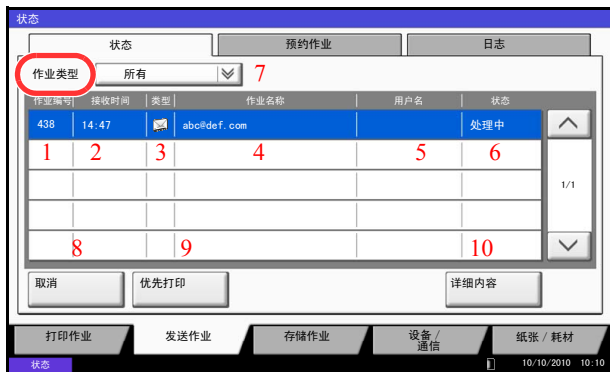 状态
状态 预约作业 日志
作业类型 所有 7
作业编号 接收时间 类型 作业名称 用户名 状态
438 14:47 abc@def.com 处理中
1 2 3 4 5 6
1/1
8 9 10
取消 优先打印 详细内容
打印作业 发送作业 存储作业 设备/通信 纸张 / 耗材
状态 10/10/2010 10:10